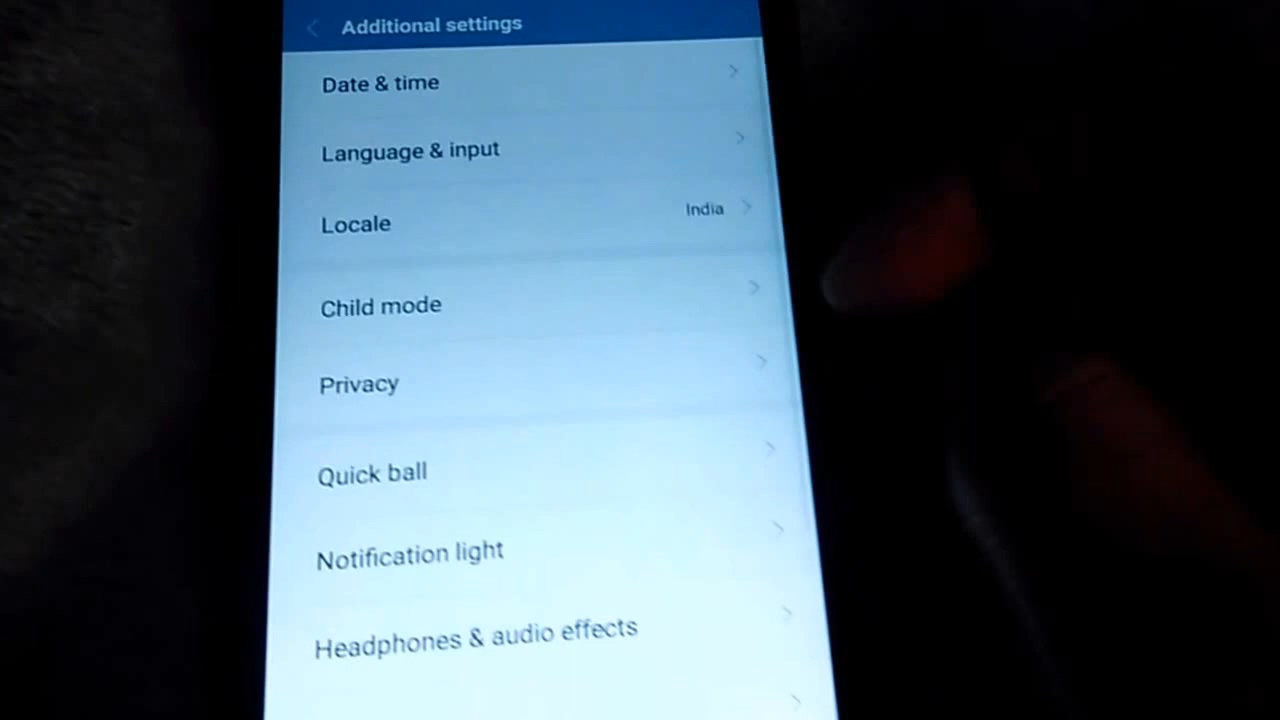 Additional settings
Date & time
Language & input
Locale India
Child mode
Privacy
Quick ball
Notification light
Headphones & audio effects